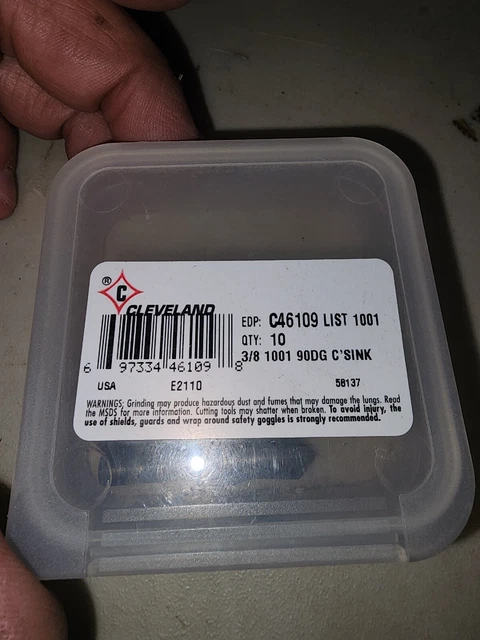 ®
C
CLEVELAND
EDP: C46109 LIST 1001
QTY: 10
3/8 1001 90DG C'SINK
6 97334 46109 8
USA E2110 58137
WARNINGS: Grinding may produce hazardous dust and fumes that may damage the lungs. Read
the MSDS for more information. Cutting tools may shatter when broken. To avoid injury, the
use of shields, guards and wrap around safety goggles is strongly recommended.